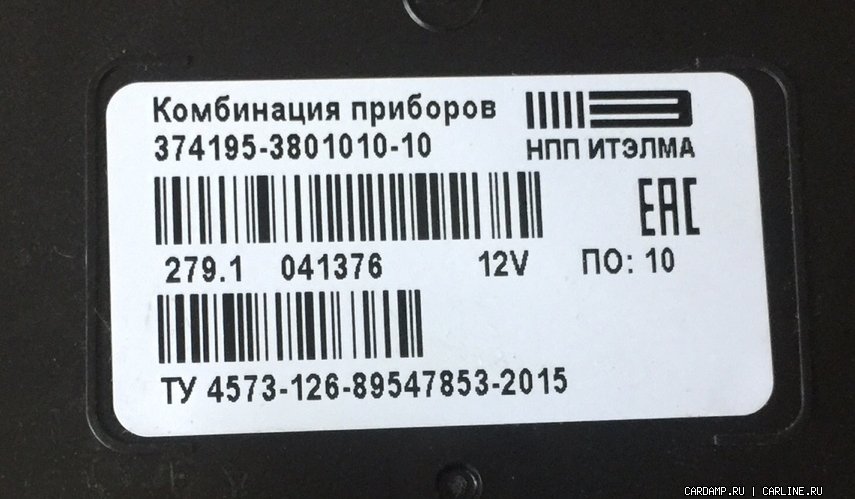 Комбинация приборов
374195-3801010-10
НПП ИТЭЛМА
EAC
279.1 041376 12V ПО: 10
ТУ 4573-126-89547853-2015
CARDAMP.RU | CARLINE.RU